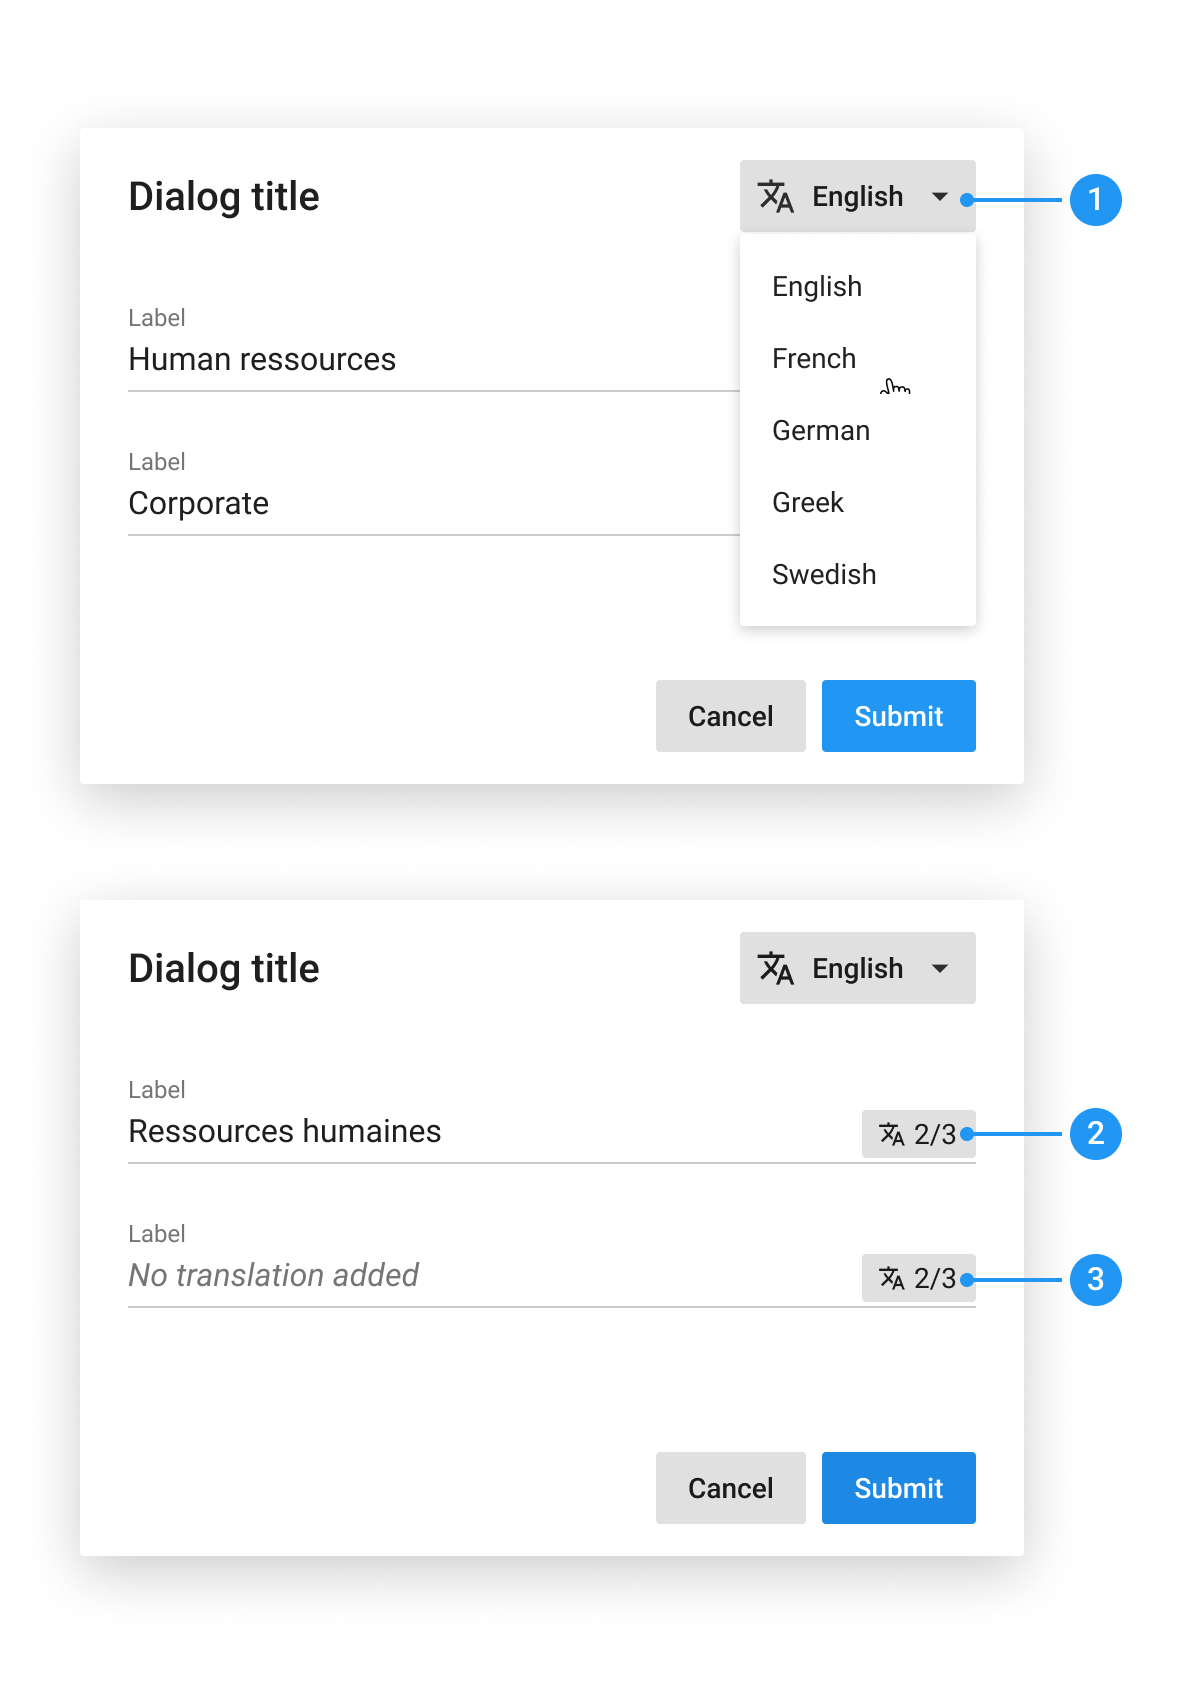 Dialog title
English
1
English
Label
Human ressources
French
German
Label
Corporate
Greek
Swedish
Cancel
Submit
Dialog title
English
Label
Ressources humaines
2/3
2
Label
No translation added
2/3
3
Cancel
Submit